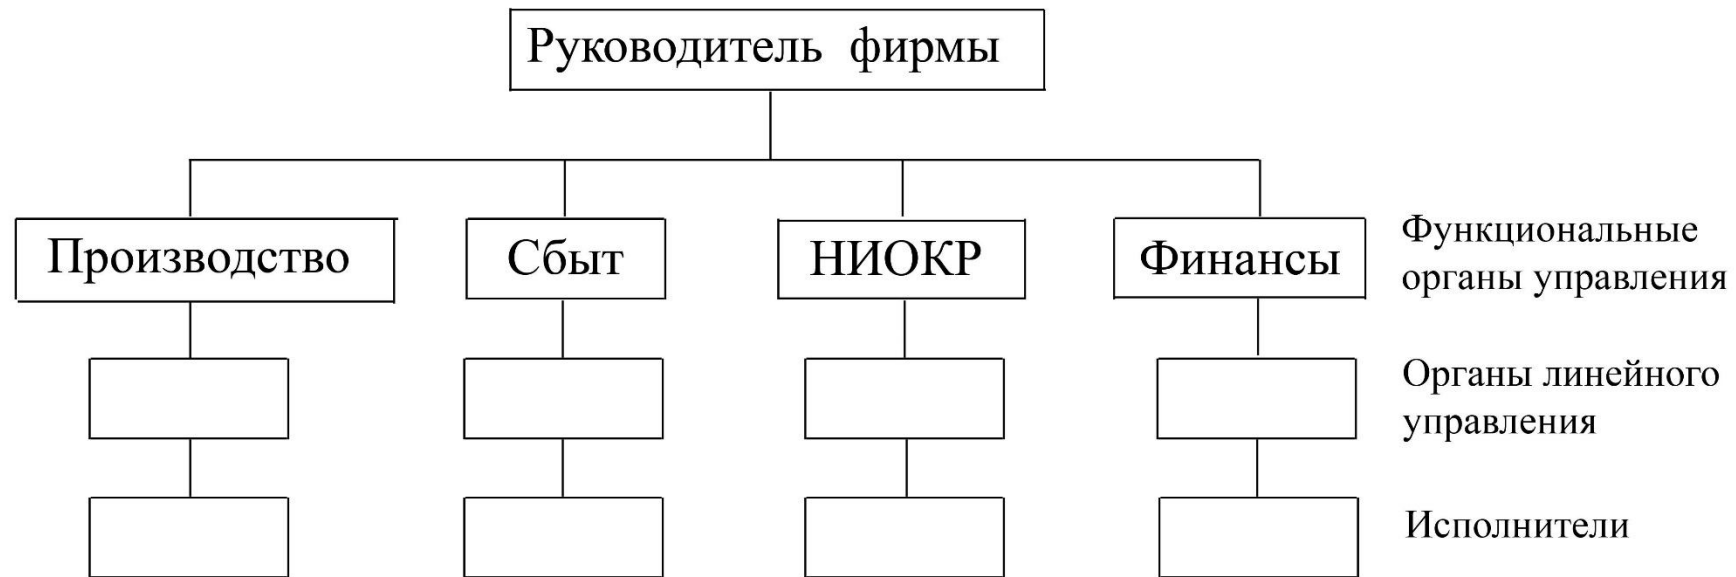 Руководитель фирмы
Производство
Сбыт
НИОКР
Финансы
Функциональные
органы управления
Органы линейного
управления
Исполнители